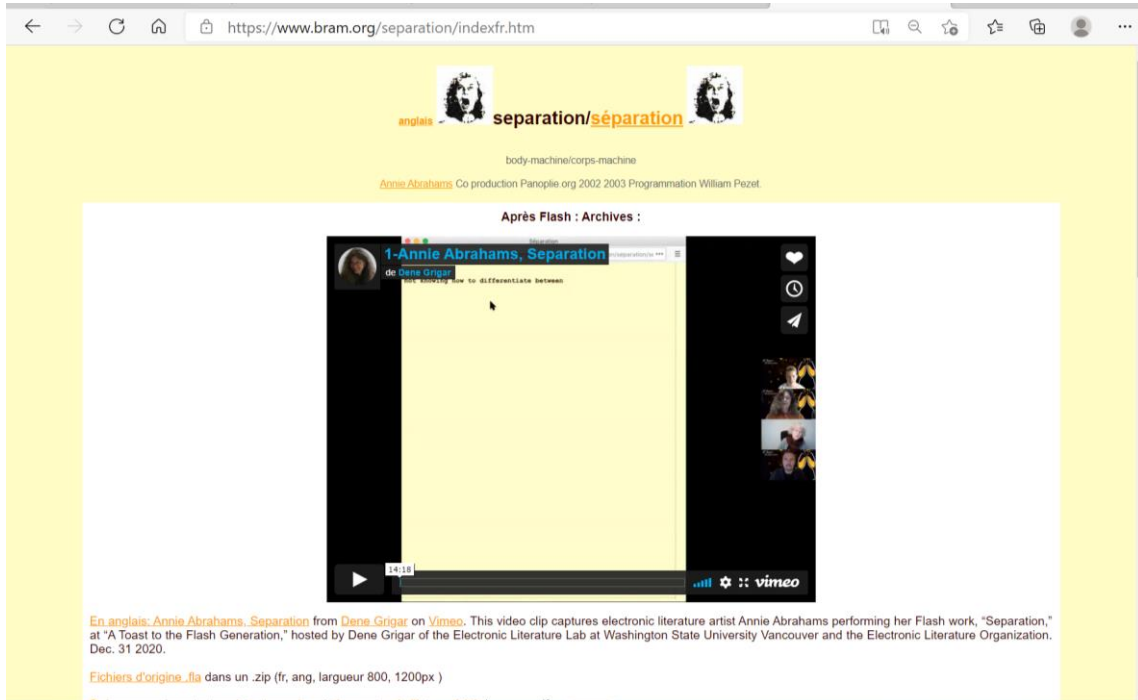 https://www.bram.org/separation/indexfr.htm
anglais separation/séparation
body-machine/corps-machine
Annie Abrahams Co production Panoplie.org 2002 2003 Programmation William Pezet.
Après Flash : Archives :
1-Annie Abrahams, Separation
de Dene Grigar
not knowing how to differentiate between
14:18
vimeo
En anglais: Annie Abrahams, Separation from Dene Grigar on Vimeo. This video clip captures electronic literature artist Annie Abrahams performing her Flash work, “Separation,”
at “A Toast to the Flash Generation,” hosted by Dene Grigar of the Electronic Literature Lab at Washington State University Vancouver and the Electronic Literature Organization.
Dec. 31 2020.
Fichiers d'origine .fla dans un .zip (fr, ang, largueur 800, 1200px )